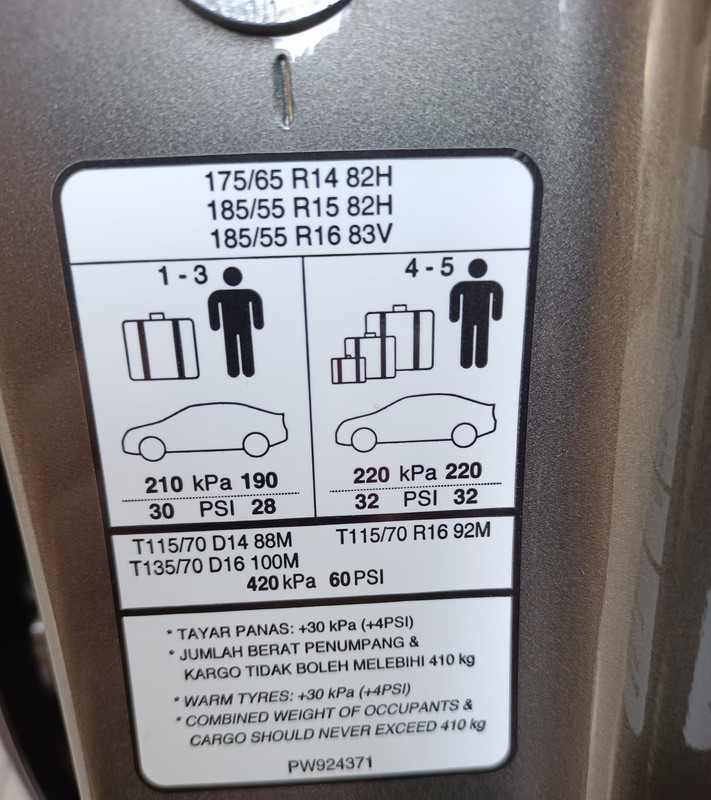 175/65 R14 82H
185/55 R15 82H
185/55 R16 83V
1 - 3
4 - 5
210 kPa 190
30 PSI 28
220 kPa 220
32 PSI 32
T115/70 D14 88M
T115/70 R16 92M
T135/70 D16 100M
420 kPa 60 PSI
* TAYAR PANAS: +30 kPa (+4PSI)
* JUMLAH BERAT PENUMPANG &
KARGO TIDAK BOLEH MELEBIHI 410 kg
* WARM TYRES: +30 kPa (+4PSI)
* COMBINED WEIGHT OF OCCUPANTS &
CARGO SHOULD NEVER EXCEED 410 kg
PW924371